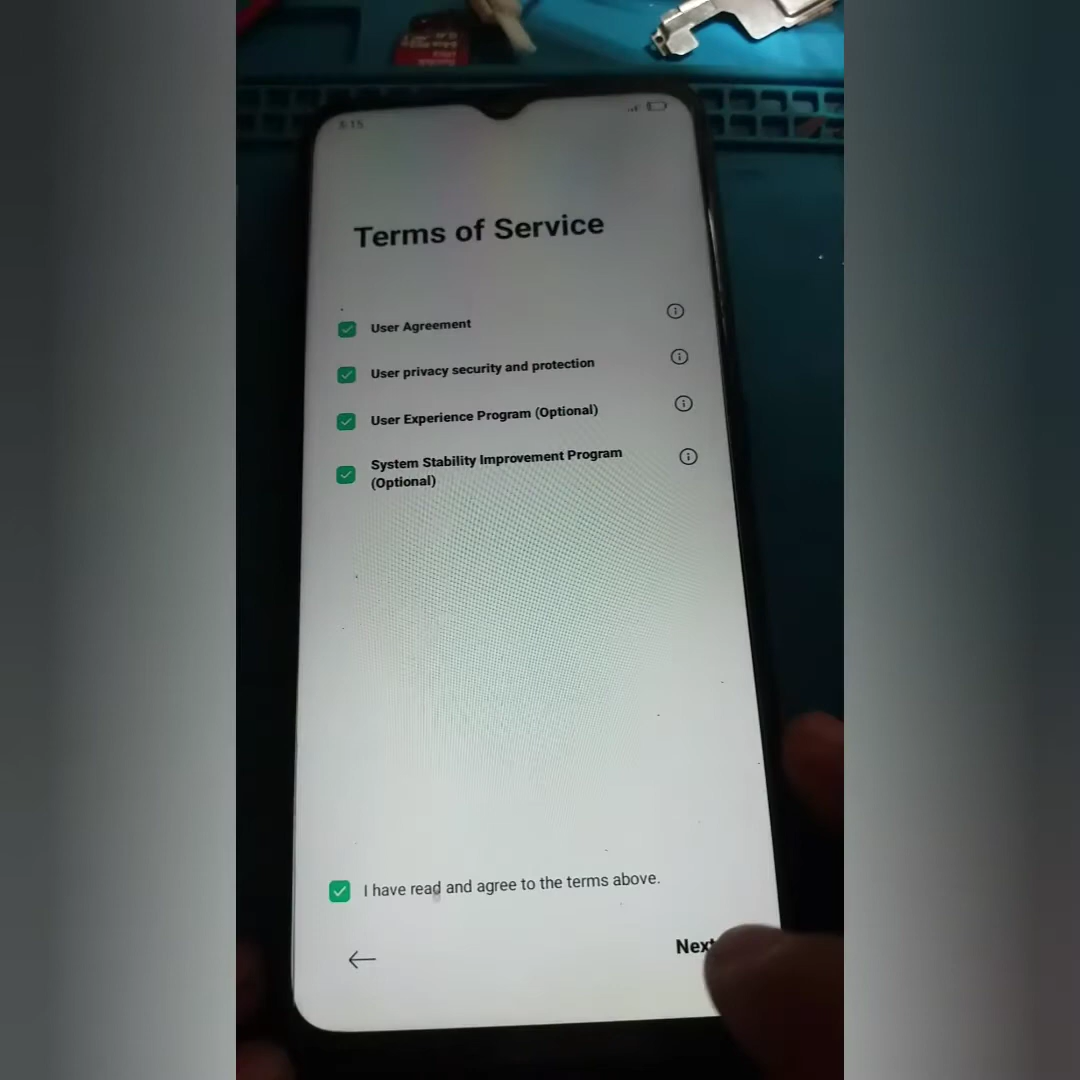 Terms of Service
User Agreement
User privacy security and protection
User Experience Program (Optional)
System Stability Improvement Program
(Optional)
I have read and agree to the terms above.
Next